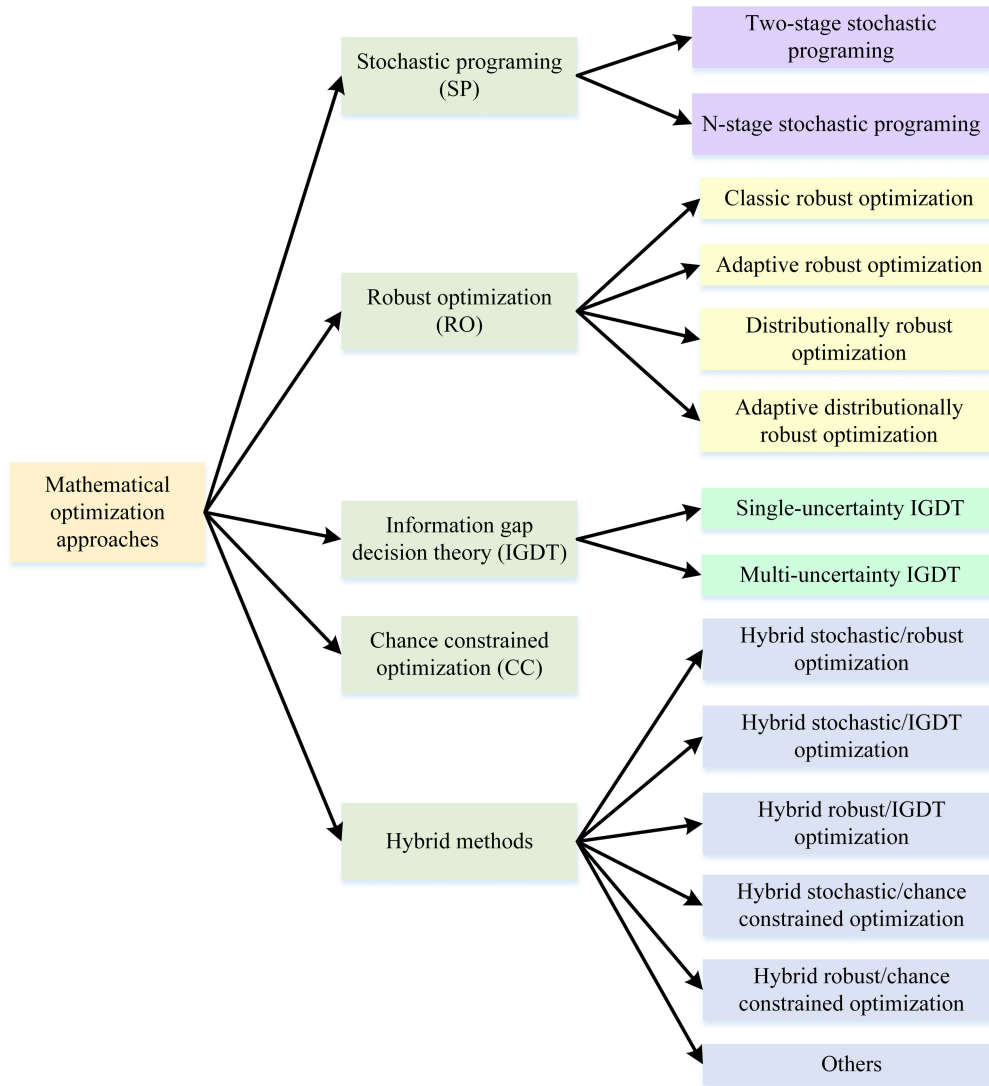 Mathematical
optimization
approaches
Stochastic programing
(SP)
Two-stage stochastic
programing
N-stage stochastic programing
Robust optimization
(RO)
Classic robust optimization
Adaptive robust optimization
Distributionally robust
optimization
Adaptive distributionally
robust optimization
Information gap
decision theory (IGDT)
Single-uncertainty IGDT
Multi-uncertainty IGDT
Chance constrained
optimization (CC)
Hybrid methods
Hybrid stochastic/robust
optimization
Hybrid stochastic/IGDT
optimization
Hybrid robust/IGDT
optimization
Hybrid stochastic/chance
constrained optimization
Hybrid robust/chance
constrained optimization
Others